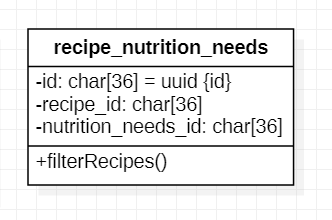 recipe_nutrition_needs
-id: char[36] = uuid {id}
-recipe_id: char[36]
-nutrition_needs_id: char[36]
+filterRecipes()